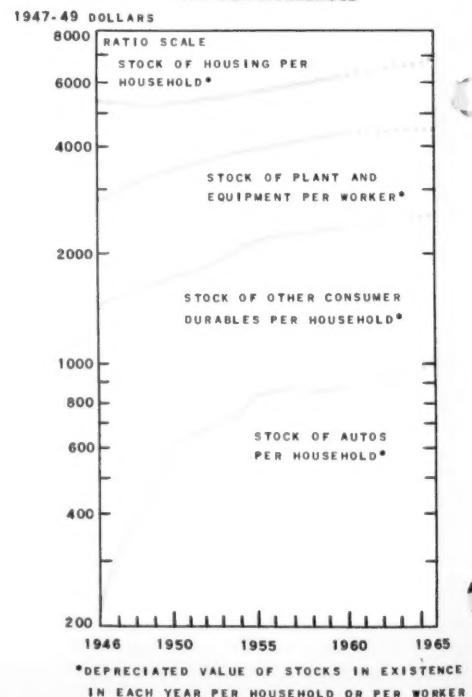 1947-49 DOLLARS
8000
RATIO SCALE
STOCK OF HOUSING PER
HOUSEHOLD*
6000
4000
STOCK OF PLANT AND
EQUIPMENT PER WORKER*
2000
STOCK OF OTHER CONSUMER
DURABLES PER HOUSEHOLD*
1000
800
600
STOCK OF AUTOS
PER HOUSEHOLD*
400
200
1946 1950 1955 1960 1965
*DEPRECIATED VALUE OF STOCKS IN EXISTENCE
IN EACH YEAR PER HOUSEHOLD OR PER WORKER